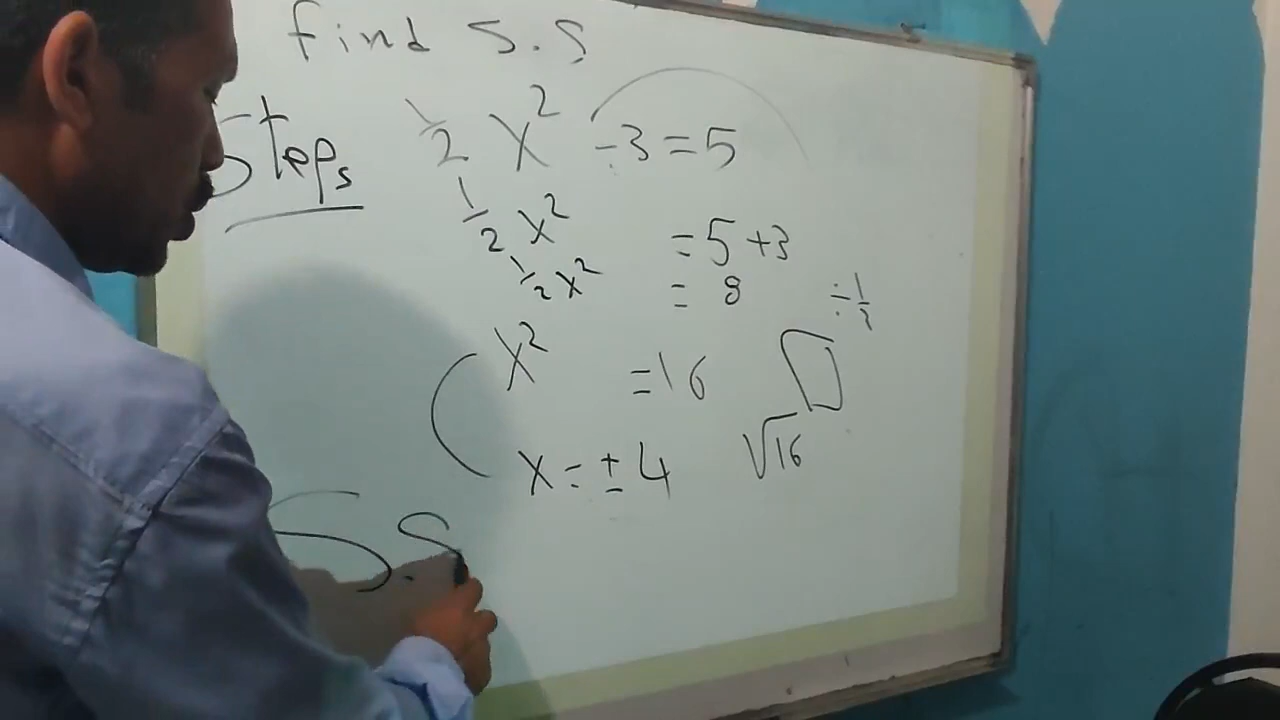 find S.S
Steps
1/2 x² - 3 = 5
1/2 x² = 5 + 3
1/2 x² = 8
÷ 1/2
x² = 16
√16
x = ± 4
S.S